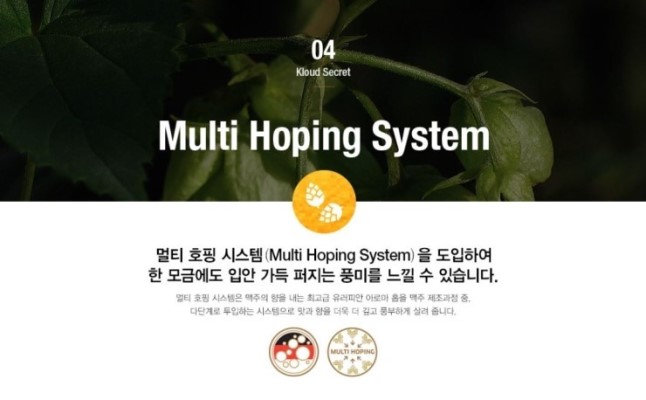 04
Kloud Secret
Multi Hoping System
멀티 호핑 시스템(Multi Hoping System)을 도입하여
한 모금에도 입안 가득 퍼지는 풍미를 느낄 수 있습니다.
멀티 호핑 시스템은 맥주의 향을 내는 최고급 유러피안 아로마 홉을 맥주 제조과정 중,
다단계로 투입하는 시스템으로 맛과 향을 더욱 더 깊고 풍부하게 살려 줍니다.
MULTI HOPING